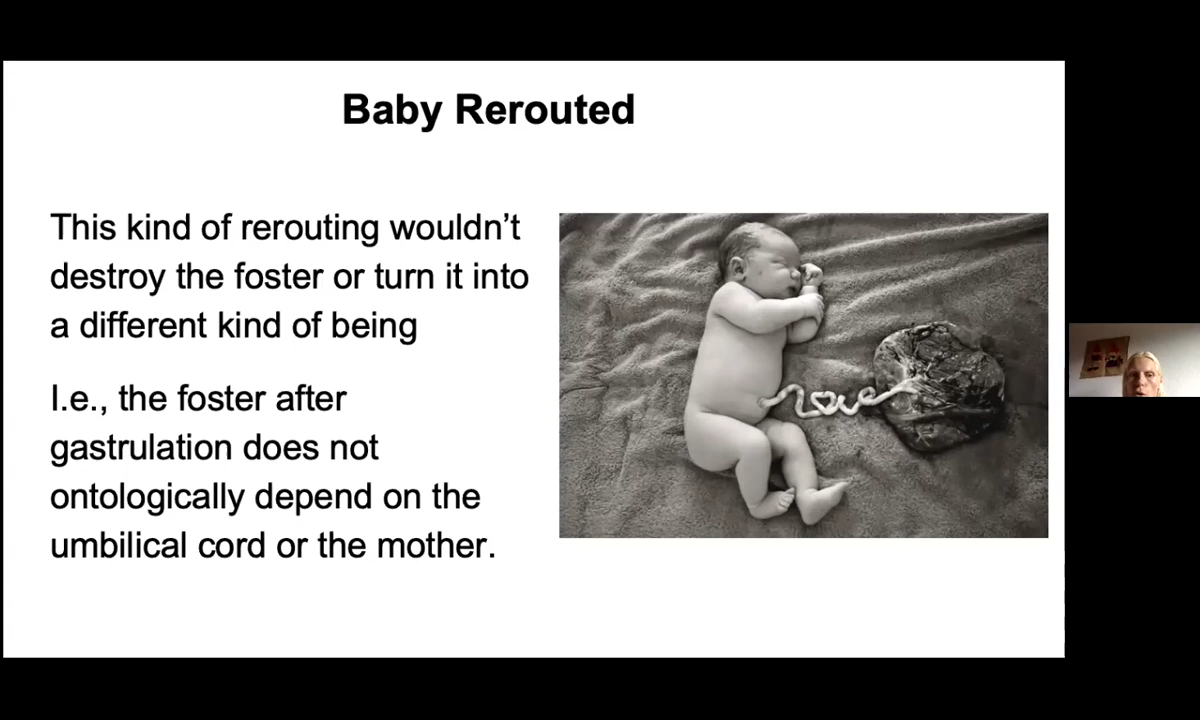 Baby Rerouted
This kind of rerouting wouldn't
destroy the foster or turn it into
a different kind of being
I.e., the foster after
gastrulation does not
ontologically depend on the
umbilical cord or the mother.
love